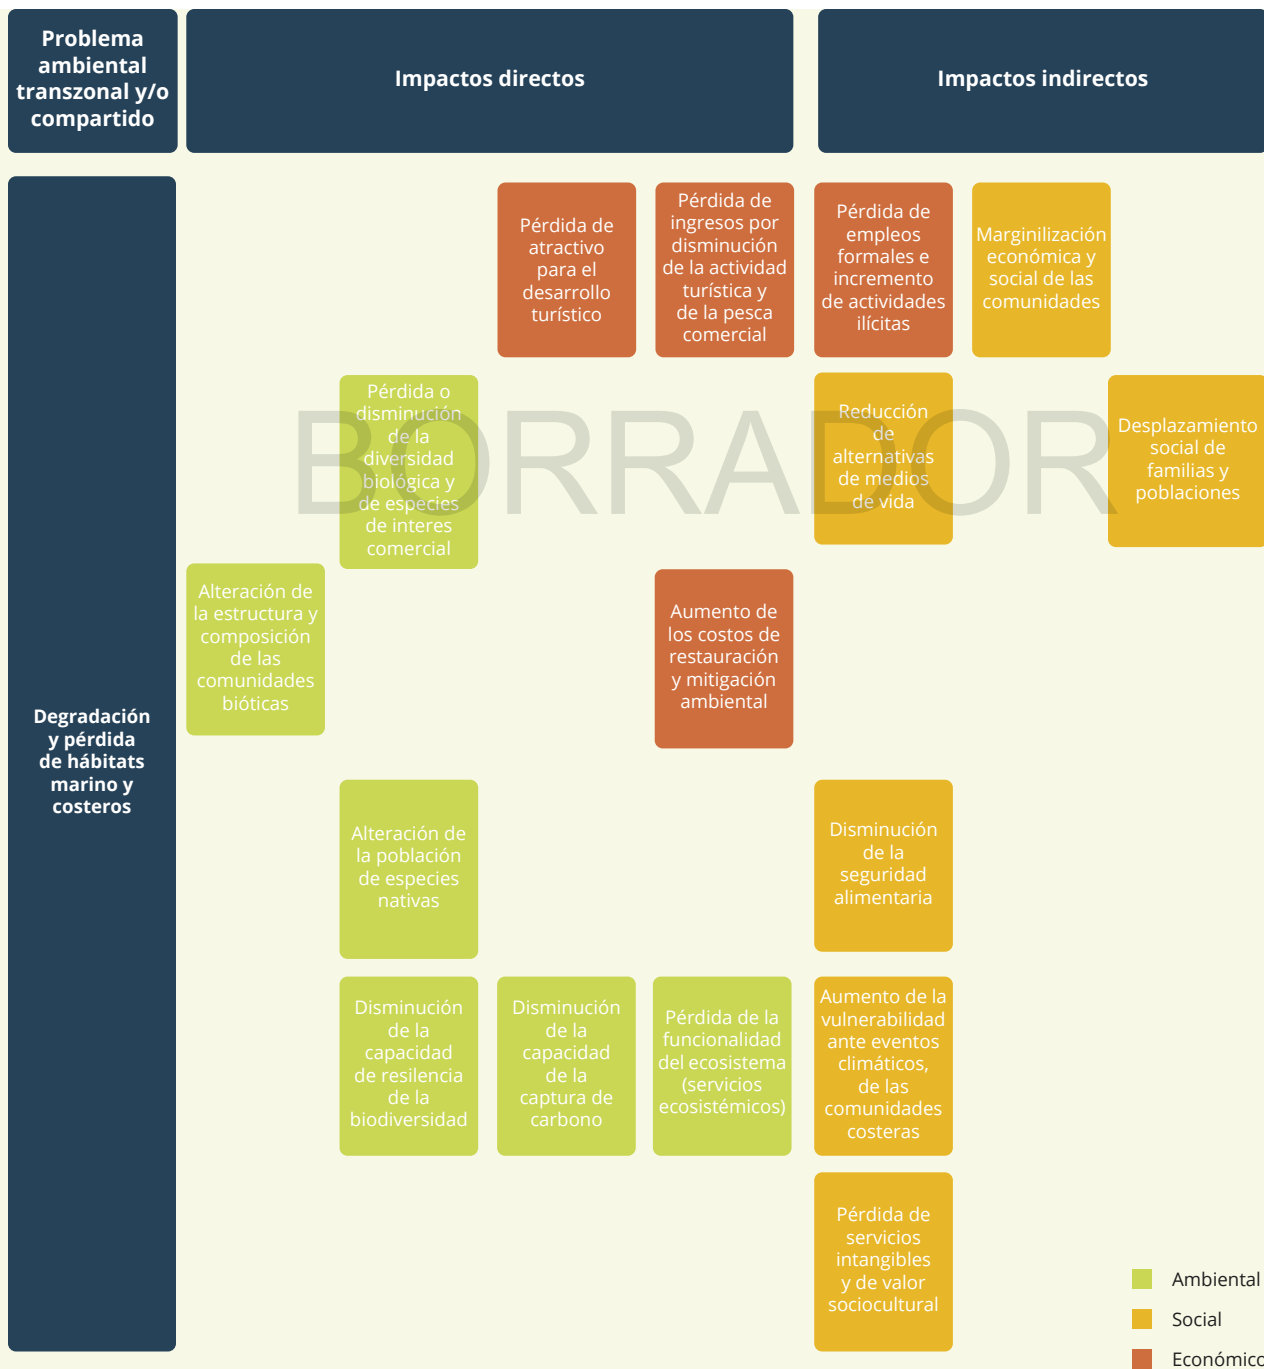 Problema
ambiental
transzonal y/o
compartido
Impactos directos
Impactos indirectos
Degradación
y pérdida
de hábitats
marino y
costeros
Pérdida de
atractivo
para el
desarrollo
turístico
Pérdida de
ingresos por
disminución
de la actividad
turística y
de la pesca
comercial
Pérdida de
empleos
formales e
incremento
de actividades
ilícitas
Marginilización
económica y
social de las
comunidades
Pérdida o
disminución
de la
diversidad
biológica y
de especies
de interes
comercial
Reducción
de
alternativas
de medios
de vida
Desplazamiento
social de
familias y
poblaciones
BORRADOR
Alteración de
la estructura y
composición
de las
comunidades
bióticas
Aumento de
los costos de
restauración
y mitigación
ambiental
Alteración de
la población
de especies
nativas
Disminución
de la
seguridad
alimentaria
Disminución
de la
capacidad
de resilencia
de la
biodiversidad
Disminución
de la
capacidad
de la
captura de
carbono
Pérdida de la
funcionalidad
del ecosistema
(servicios
ecosistémicos)
Aumento de la
vulnerabilidad
ante eventos
climáticos,
de las
comunidades
costeras
Pérdida de
servicios
intangibles
y de valor
sociocultural
Ambiental
Social
Económico